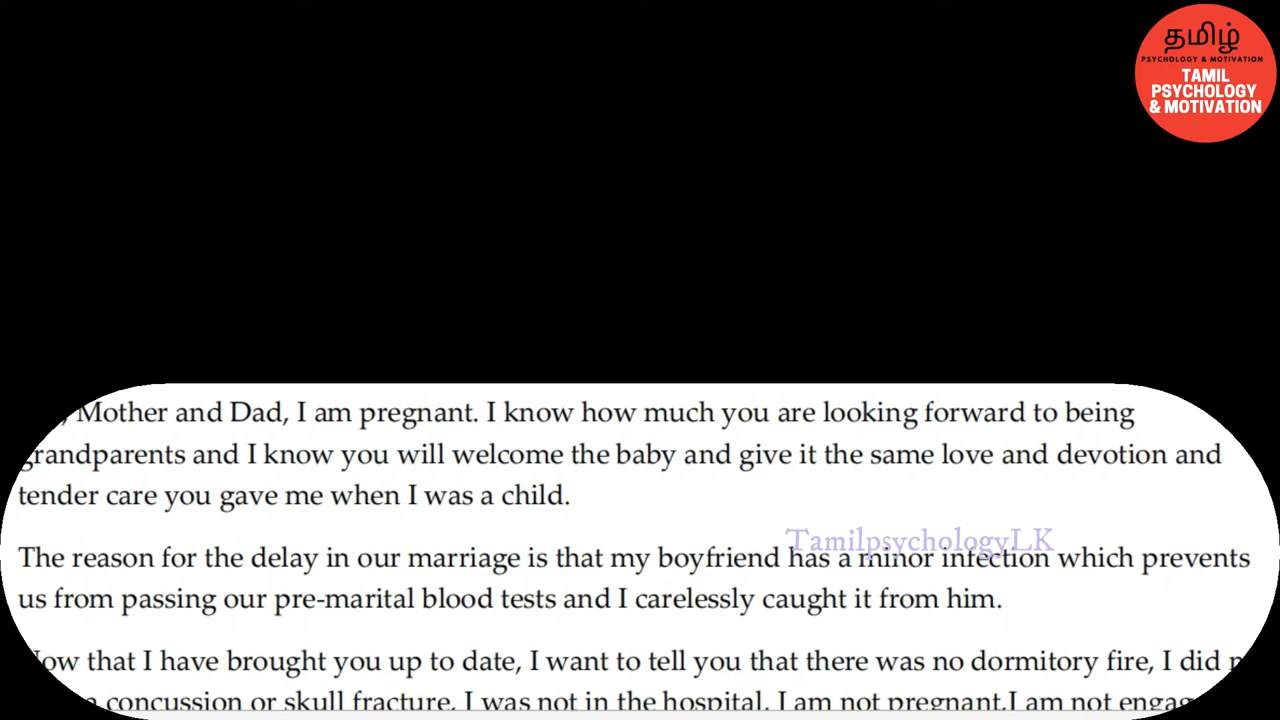 தமிழ்
PSYCHOLOGY & MOTIVATION
TAMIL
PSYCHOLOGY
& MOTIVATION
Mother and Dad, I am pregnant. I know how much you are looking forward to being
grandparents and I know you will welcome the baby and give it the same love and devotion and
tender care you gave me when I was a child.
TamilpsychologyLK
The reason for the delay in our marriage is that my boyfriend has a minor infection which prevents
us from passing our pre-marital blood tests and I carelessly caught it from him.
Now that I have brought you up to date, I want to tell you that there was no dormitory fire, I did
concussion or skull fracture, I was not in the hospital, I am not pregnant,I am not